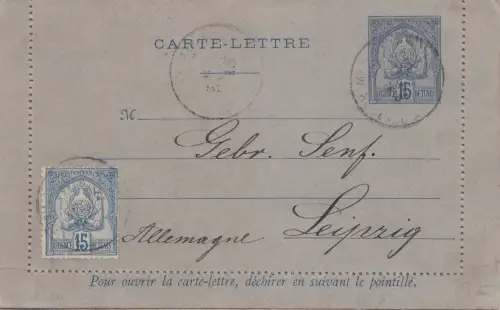 CARTE-LETTRE
15
M
Gebr. Senf.
Leipzig
Allemagne
15
Pour ouvrir la carte-lettre, déchirer en suivant le pointillé.